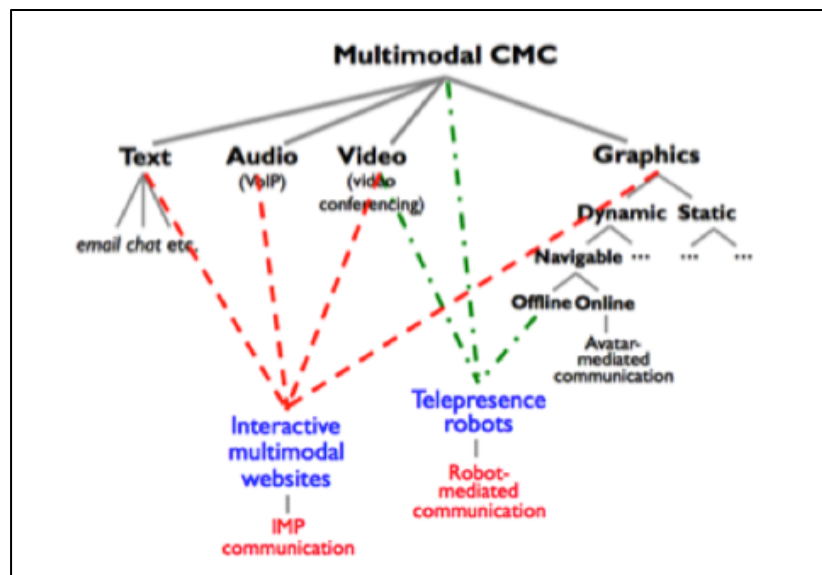 Multimodal CMC
Text Audio Video Graphics
(VoIP) (video
conferencing)
Dynamic Static
email chat etc.
Navigable ... ... ...
Offline Online
Avatar-
mediated
communication
Telepresence
robots
Interactive
multimodal
websites
Robot-
mediated
communication
IMP
communication